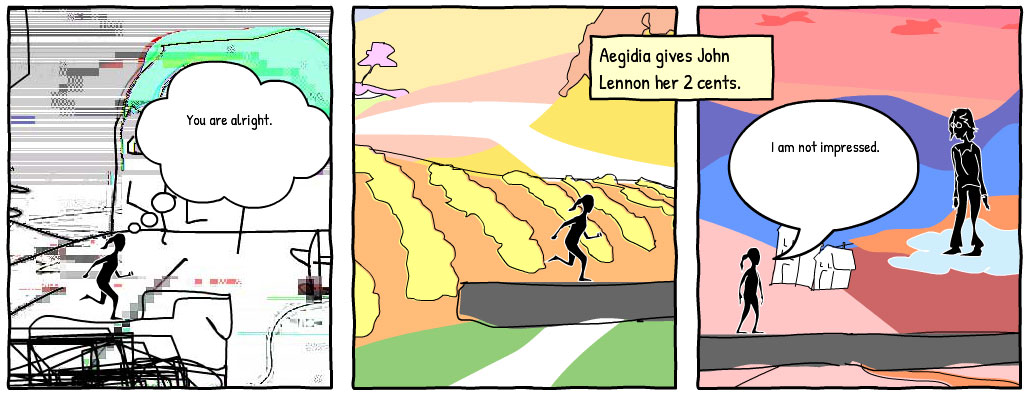 You are alright.
Aegidia gives John
Lennon her 2 cents.
I am not impressed.